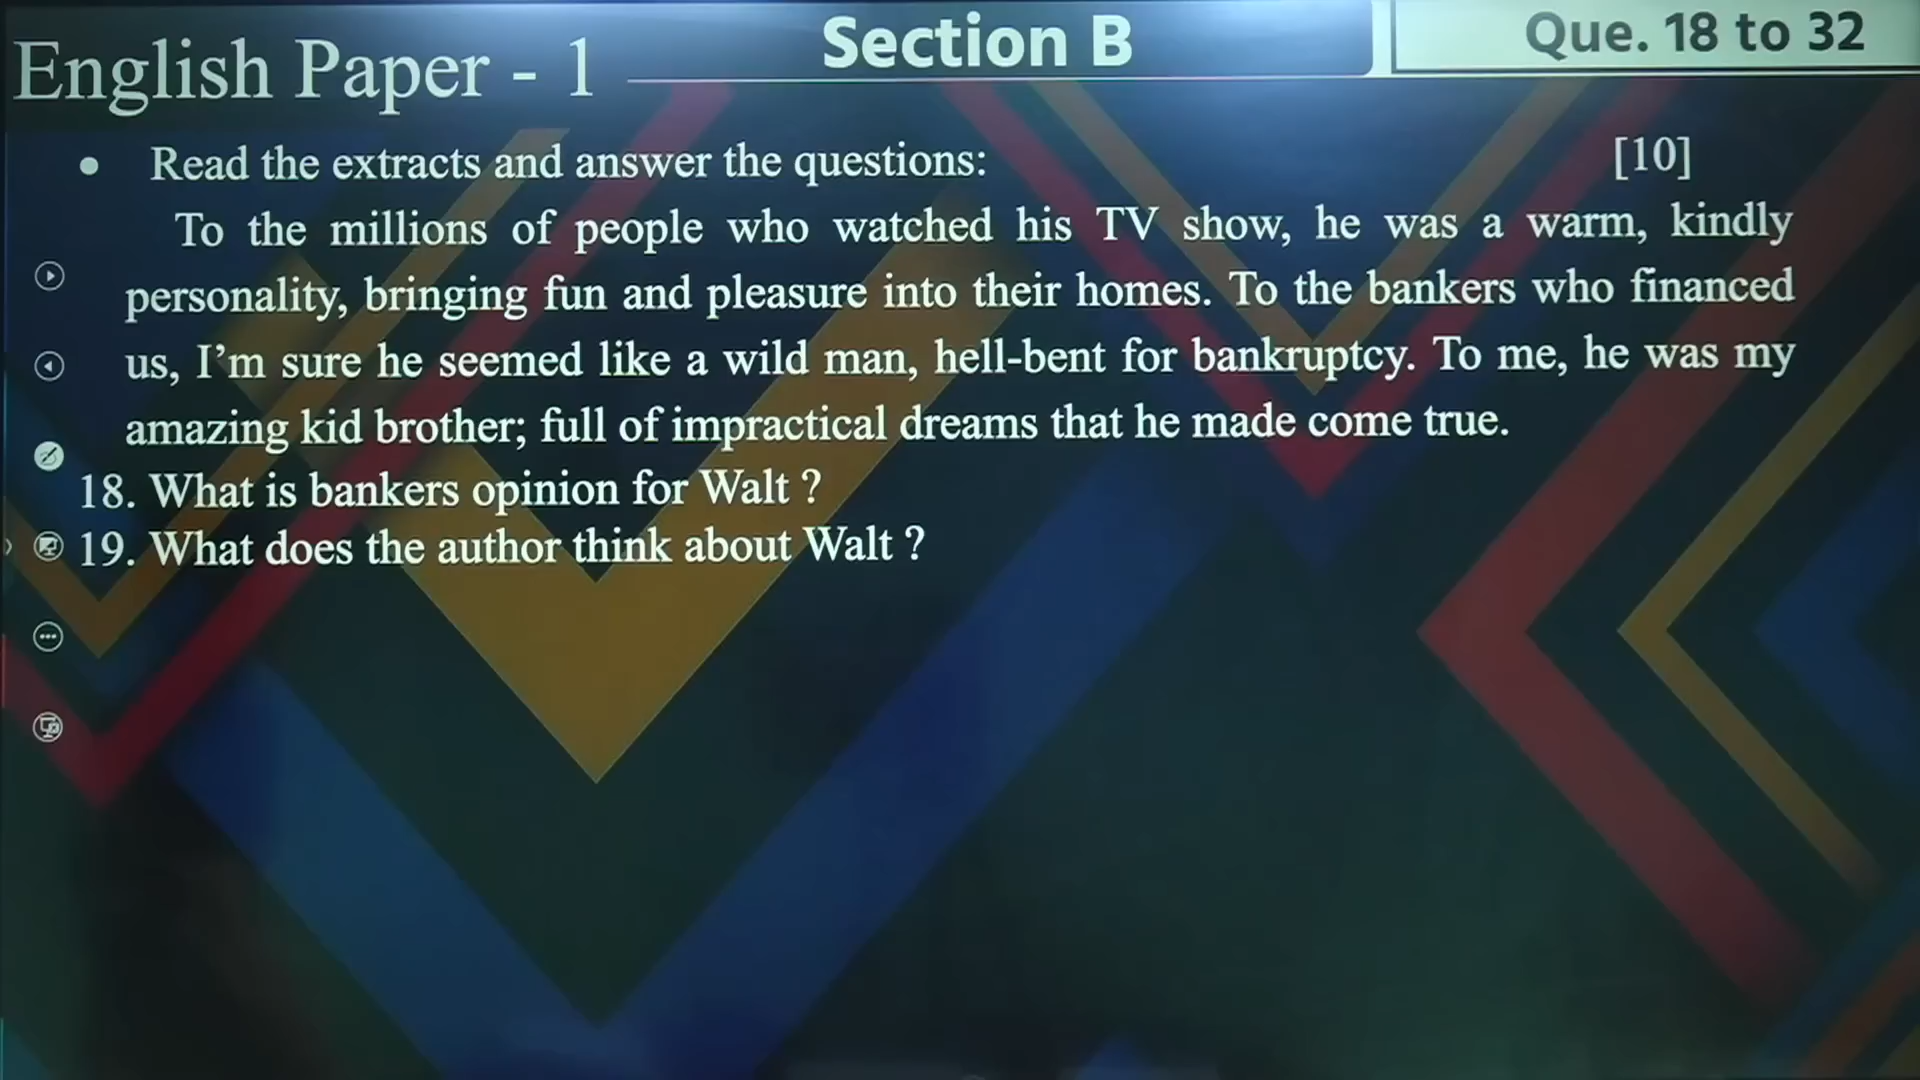 English Paper - 1
Section B
Que. 18 to 32
• Read the extracts and answer the questions: [10]
To the millions of people who watched his TV show, he was a warm, kindly
personality, bringing fun and pleasure into their homes. To the bankers who financed
us, I’m sure he seemed like a wild man, hell-bent for bankruptcy. To me, he was my
amazing kid brother; full of impractical dreams that he made come true.
18. What is bankers opinion for Walt ?
19. What does the author think about Walt ?